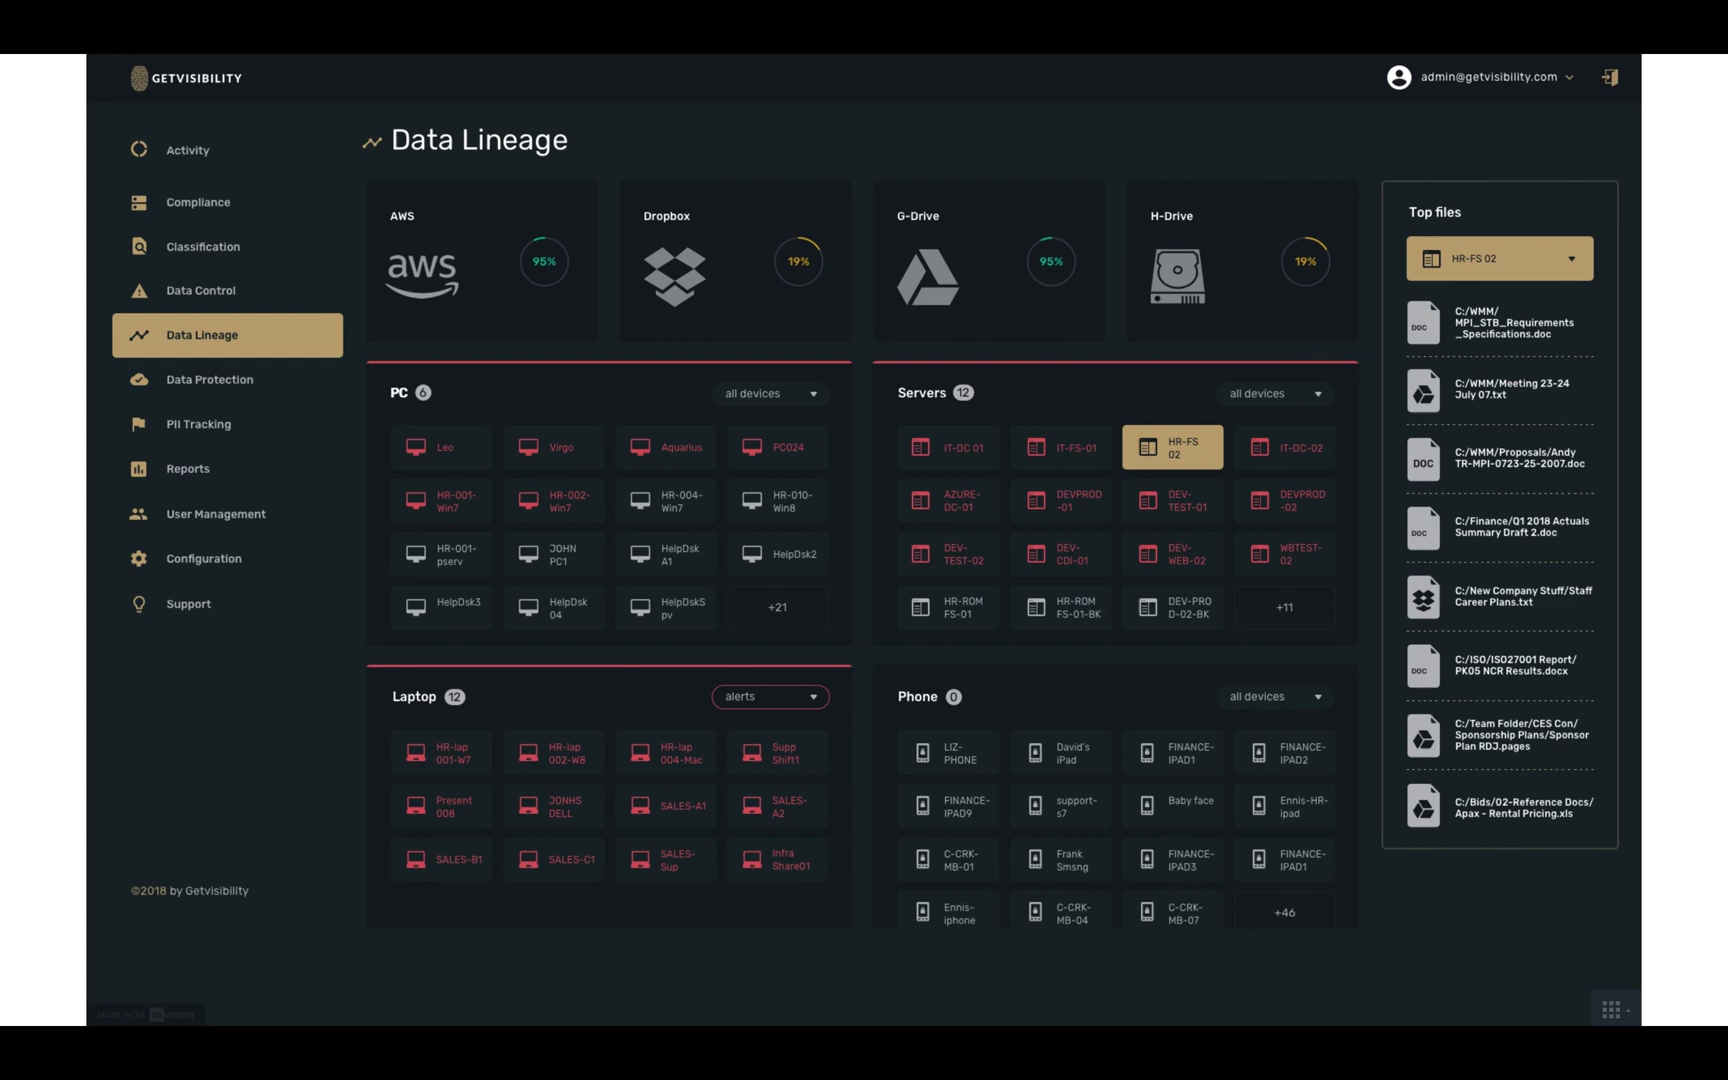 GETVISIBILITY
admin@getvisibility.com
Activity
Compliance
Classification
Data Control
Data Lineage
Data Protection
PII Tracking
Reports
User Management
Configuration
Support
©2018 by Getvisibility
MADE WITH InVISION
Data Lineage
AWS
aws
95%
Dropbox
19%
G-Drive
95%
H-Drive
19%
PC 6
all devices
Leo
Virgo
Aquarius
PC024
HR-001-
Win7
HR-002-
Win7
HR-004-
Win7
HR-010-
Win8
HR-001-
pserv
JOHN
PC1
HelpDsk
A1
HelpDsk2
HelpDsk3
HelpDsk
04
HelpDskS
pv
+21
Servers 12
all devices
IT-DC 01
IT-FS-01
HR-FS
02
IT-DC-02
AZURE-
DC-01
DEVPROD
-01
DEV-
TEST-01
DEVPROD
-02
DEV-
TEST-02
DEV-
CDI-01
DEV-
WEB-02
WBTEST-
02
HR-ROM
FS-01
HR-ROM
FS-01-BK
DEV-PRO
D-02-BK
+11
Laptop 12
alerts
HR-lap
001-W7
HR-lap
002-W8
HR-lap
004-Mac
Supp
Shift1
Present
008
JONHS
DELL
SALES-A1
SALES-
A2
SALES-B1
SALES-C1
SALES-
Sup
Infra
Share01
Phone 0
all devices
LIZ-
PHONE
David's
iPad
FINANCE-
IPAD1
FINANCE-
IPAD2
FINANCE-
IPAD9
support-
s7
Baby face
Ennis-HR-
ipad
C-CRK-
MB-01
Frank
Smsng
FINANCE-
IPAD3
FINANCE-
IPAD1
Ennis-
iphone
C-CRK-
MB-04
C-CRK-
MB-07
+46
Top files
HR-FS 02
DOC
C:/WMM/
MPI_STB_Requirements
_Specifications.doc
C:/WMM/Meeting 23-24
July 07.txt
DOC
C:/WMM/Proposals/Andy
TR-MPI-0723-25-2007.doc
DOC
C:/Finance/Q1 2018 Actuals
Summary Draft 2.doc
C:/New Company Stuff/Staff
Career Plans.txt
DOC
C:/ISO/ISO27001 Report/
PK05 NCR Results.docx
C:/Team Folder/CES Con/
Sponsorship Plans/Sponsor
Plan RDJ.pages
C:/Bids/02-Reference Docs/
Apax - Rental Pricing.xls